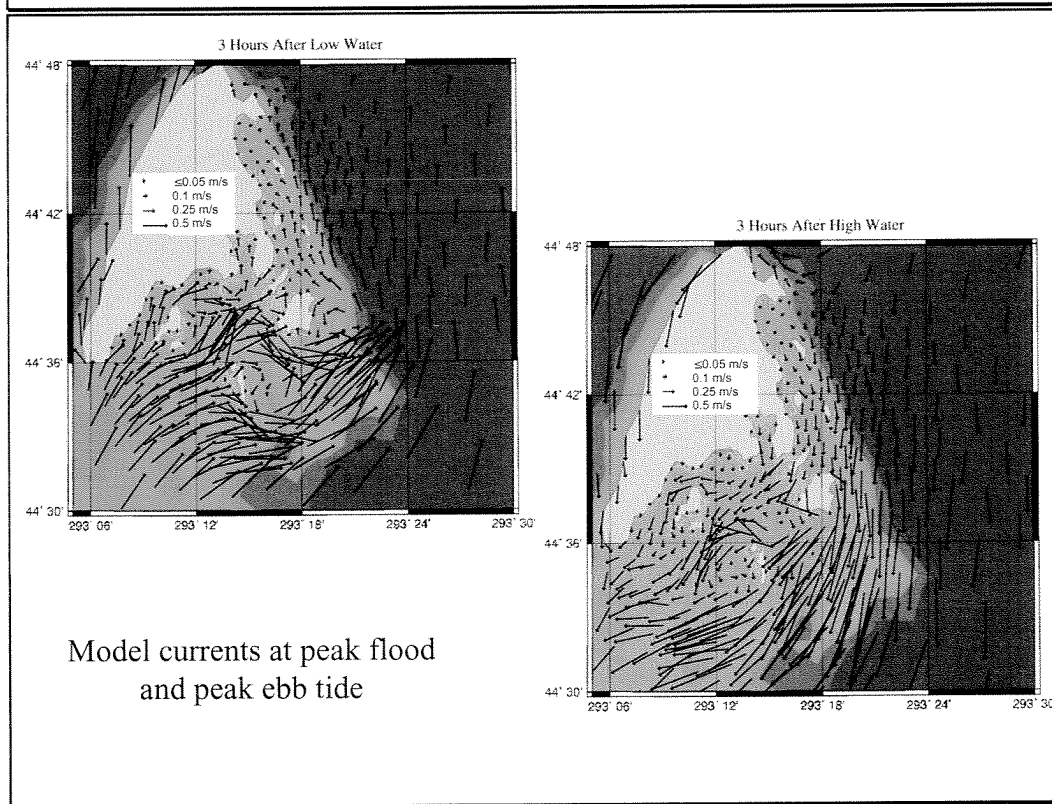 3 Hours After Low Water
44° 48'
44° 42'
44° 36'
44° 30'
≤0.05 m/s
0.1 m/s
0.25 m/s
0.5 m/s
293° 06'
293° 12'
293° 18'
293° 24'
293° 30'
3 Hours After High Water
44° 48'
44° 42'
44° 36'
44° 30'
≤0.05 m/s
0.1 m/s
0.25 m/s
0.5 m/s
293° 06'
293° 12'
293° 18'
293° 24'
293° 30'
Model currents at peak flood
and peak ebb tide